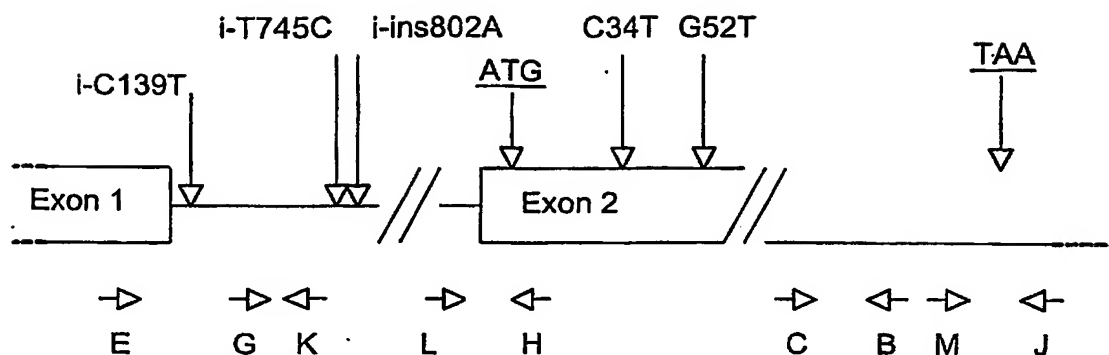 i-T745C i-ins802A C34T G52T
ATG TAA
i-C139T
Exon 1 Exon 2
E G K L H C B M J